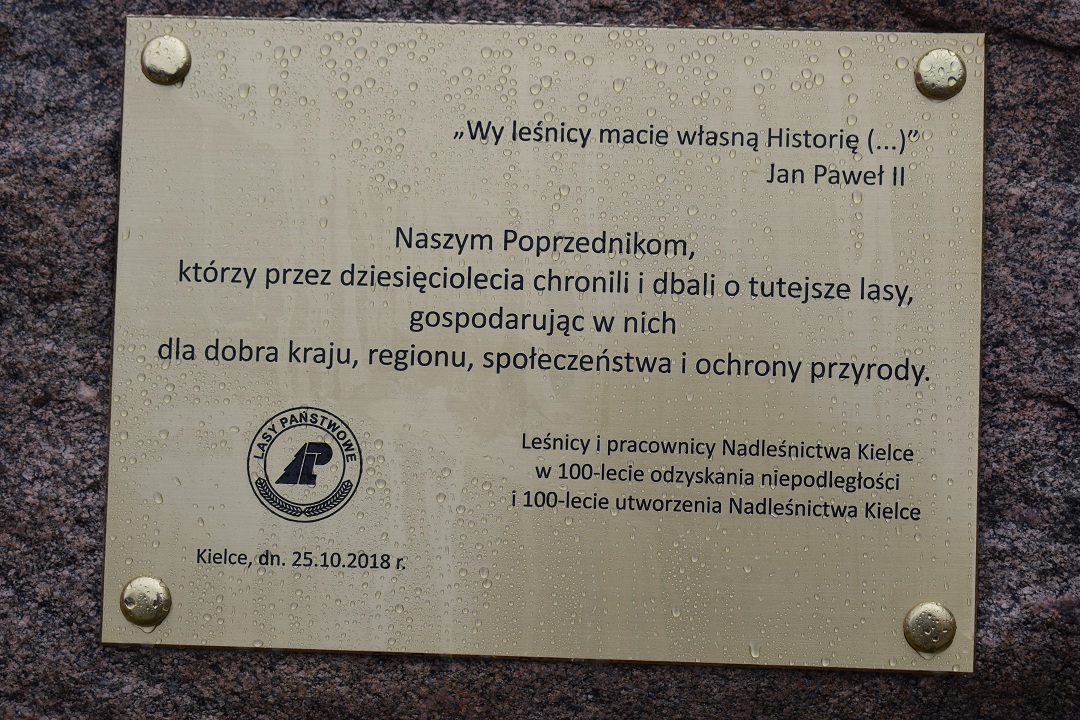 „Wy leśnicy macie własną Historię (...)”
Jan Paweł II
Naszym Poprzednikom,
którzy przez dziesięciolecia chronili i dbali o tutejsze lasy,
gospodarując w nich
dla dobra kraju, regionu, społeczeństwa i ochrony przyrody.
LASY PAŃSTWOWE
LP
Leśnicy i pracownicy Nadleśnictwa Kielce
w 100-lecie odzyskania niepodległości
i 100-lecie utworzenia Nadleśnictwa Kielce
Kielce, dn. 25.10.2018 r.